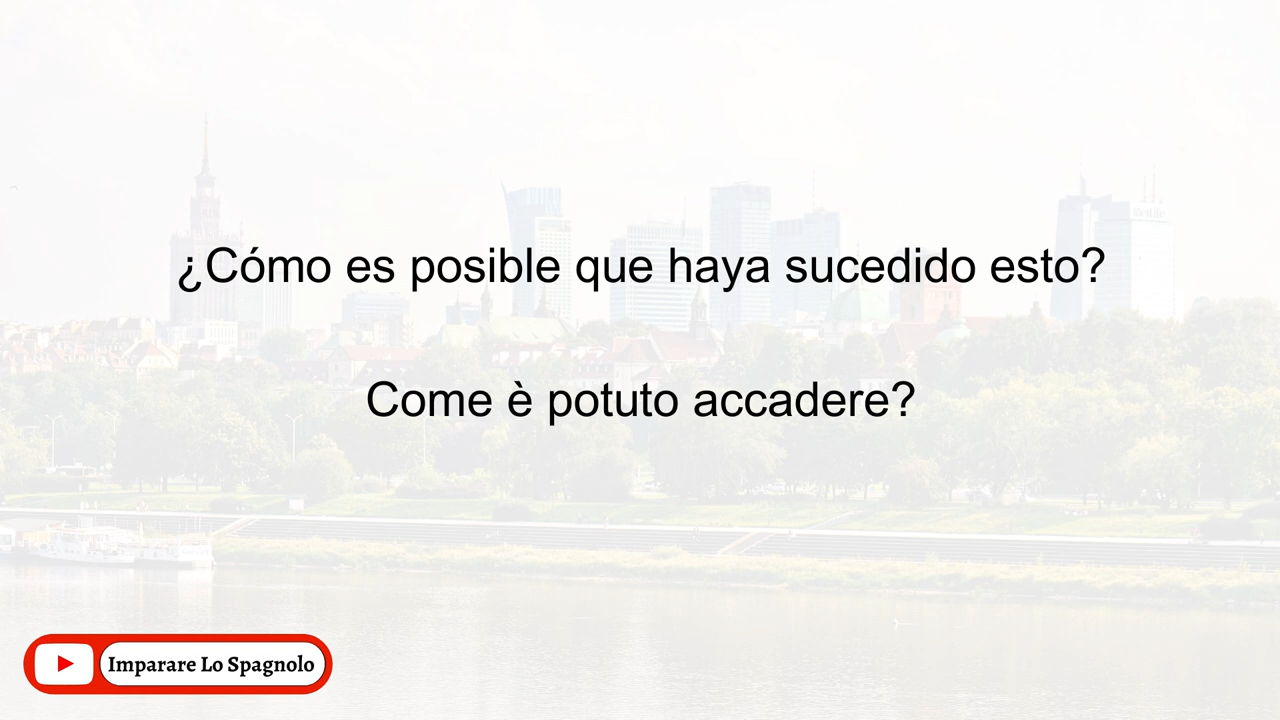 ¿Cómo es posible que haya sucedido esto?
Come è potuto accadere?
Imparare Lo Spagnolo